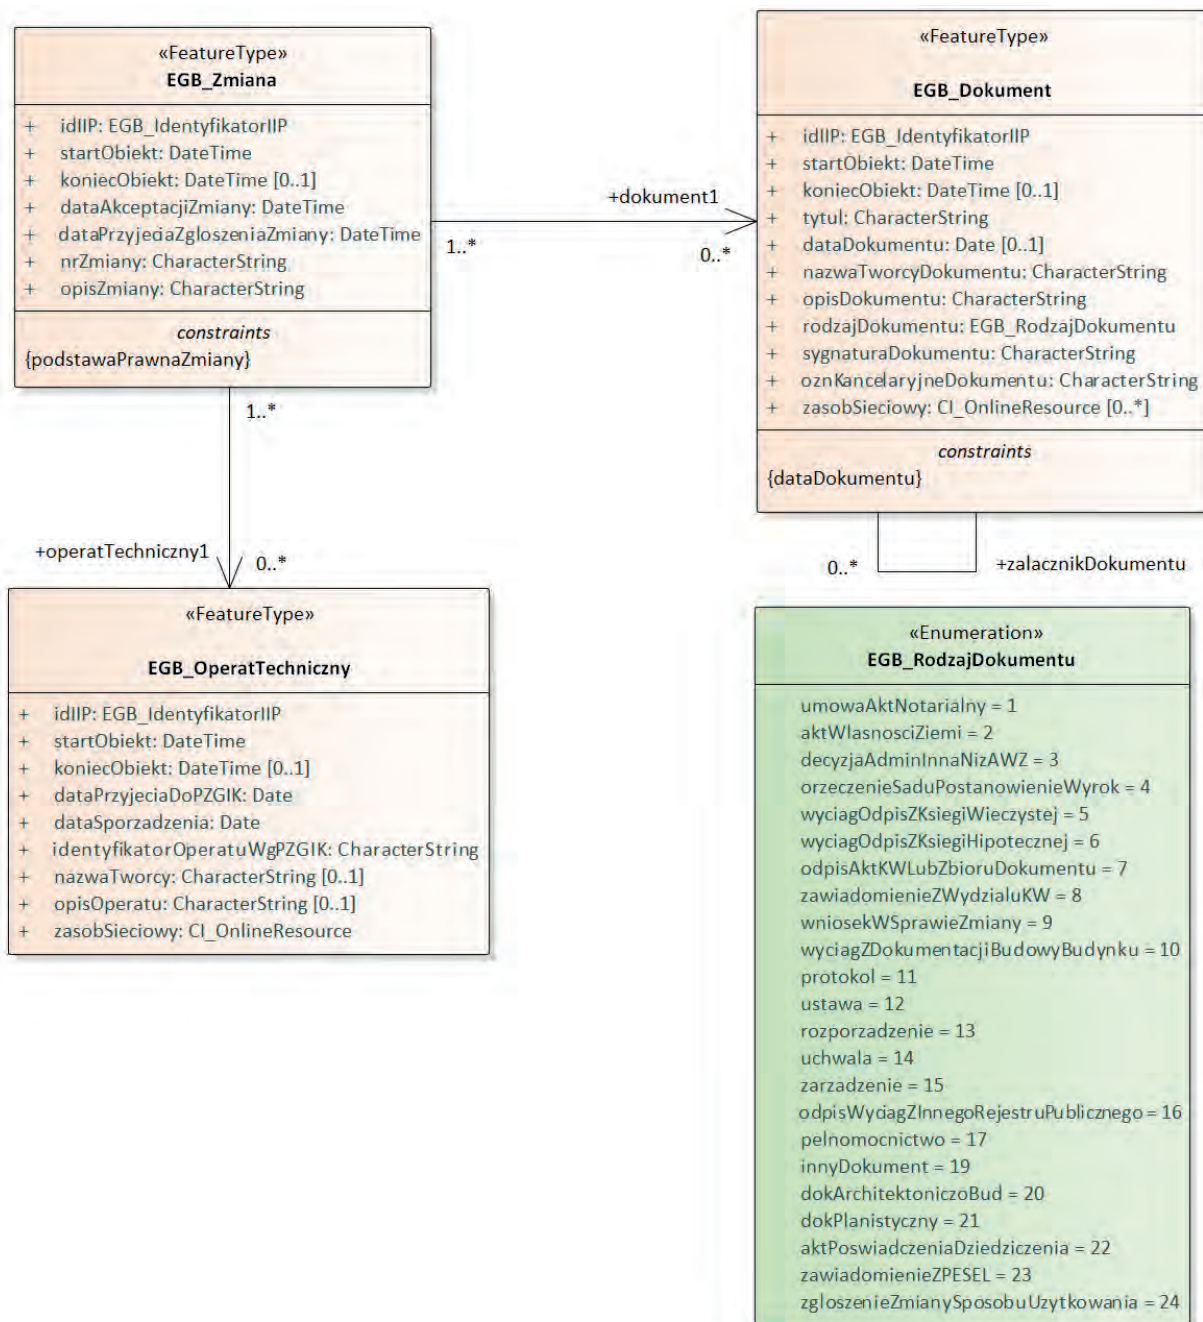 «FeatureType»
EGB_Zmiana
+ idIIP: EGB_IdentyfikatorIIP
+ startObiekt: DateTime
+ koniecObiekt: DateTime [0..1]
+ dataAkceptacjiZmiany: DateTime
+ dataPrzyjeciaZgloszeniaZmiany: DateTime
+ nrZmiany: CharacterString
+ opisZmiany: CharacterString
constraints
{podstawaPrawnaZmiany}
+dokument1
1..*
0..*
«FeatureType»
EGB_Dokument
+ idIIP: EGB_IdentyfikatorIIP
+ startObiekt: DateTime
+ koniecObiekt: DateTime [0..1]
+ tytul: CharacterString
+ dataDokumentu: Date [0..1]
+ nazwaTworcyDokumentu: CharacterString
+ opisDokumentu: CharacterString
+ rodzajDokumentu: EGB_RodzajDokumentu
+ sygnaturaDokumentu: CharacterString
+ oznKancelaryjneDokumentu: CharacterString
+ zasobSieciowy: CI_OnlineResource [0..*]
constraints
{dataDokumentu}
0..*
+zalacznikDokumentu
1..*
+operatTechniczny1
0..*
«FeatureType»
EGB_OperatTechniczny
+ idIIP: EGB_IdentyfikatorIIP
+ startObiekt: DateTime
+ koniecObiekt: DateTime [0..1]
+ dataPrzyjeciaDoPZGIK: Date
+ dataSporzadzenia: Date
+ identyfikatorOperatuWgPZGIK: CharacterString
+ nazwaTworcy: CharacterString [0..1]
+ opisOperatu: CharacterString [0..1]
+ zasobSieciowy: CI_OnlineResource
«Enumeration»
EGB_RodzajDokumentu
umowaAktNotarialny = 1
aktWlasnosciZiemi = 2
decyzjaAdminInnaNizAWZ = 3
orzeczenieSaduPostanowienieWyrok = 4
wyciagOdpisZKsiegiWieczystej = 5
wyciagOdpisZKsiegiHipotecznej = 6
odpisAktKWLubZbioruDokumentu = 7
zawiadomienieZWydzialuKW = 8
wniosekWSprawieZmiany = 9
wyciagZDokumentacjiBudowyBudynku = 10
protokol = 11
ustawa = 12
rozporzadzenie = 13
uchwala = 14
zarzadzenie = 15
odpisWyciagZInnegoRejestruPublicznego = 16
pelnomocnictwo = 17
innyDokument = 19
dokArchitektoniczoBud = 20
dokPlanistyczny = 21
aktPoswiadczeniaDziedziczenia = 22
zawiadomienieZPESEL = 23
zgloszenieZmianySposobuUzytkowania = 24